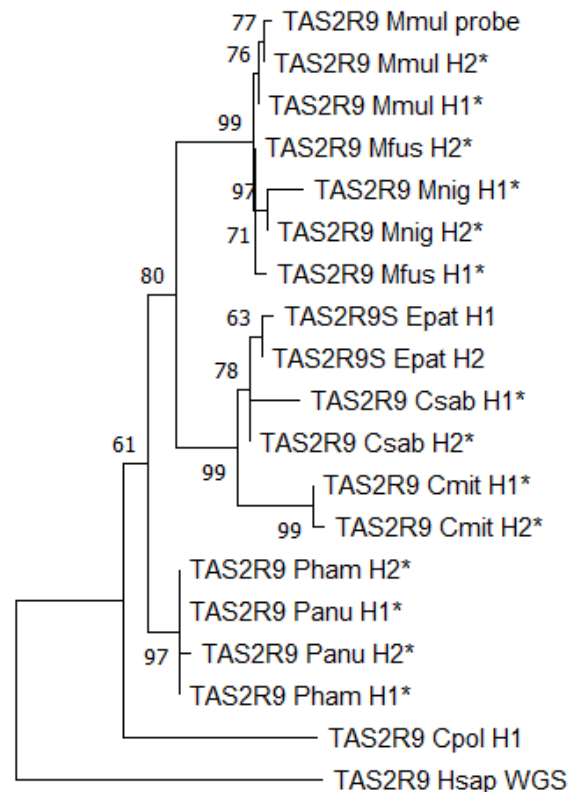 77 TAS2R9 Mmul probe
76 TAS2R9 Mmul H2*
TAS2R9 Mmul H1*
99 TAS2R9 Mfus H2*
97 TAS2R9 Mnig H1*
71 TAS2R9 Mnig H2*
TAS2R9 Mfus H1*
80
63 TAS2R9S Epat H1
TAS2R9S Epat H2
78
TAS2R9 Csab H1*
61 TAS2R9 Csab H2*
99
TAS2R9 Cmit H1*
99 TAS2R9 Cmit H2*
TAS2R9 Pham H2*
TAS2R9 Panu H1*
97 TAS2R9 Panu H2*
TAS2R9 Pham H1*
TAS2R9 Cpol H1
TAS2R9 Hsap WGS